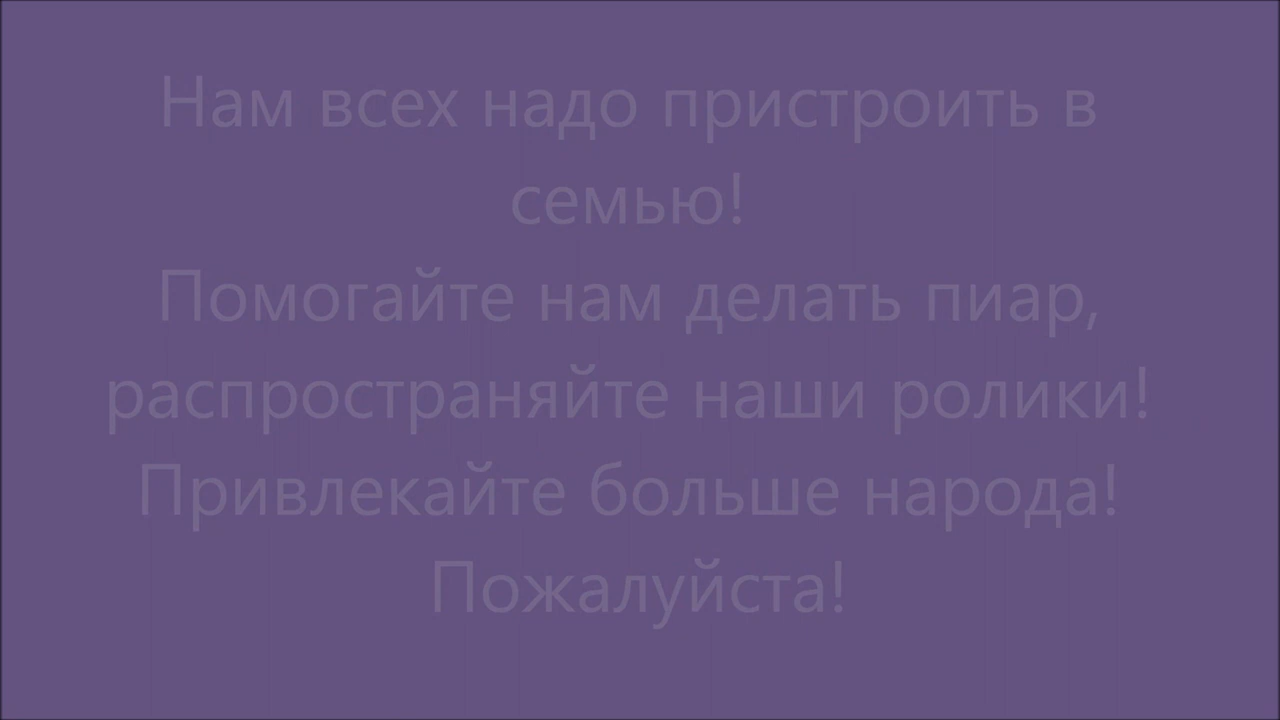 Нам всех надо пристроить в
семью!
Помогайте нам делать пиар,
распространяйте наши ролики!
Привлекайте больше народа!
Пожалуйста!